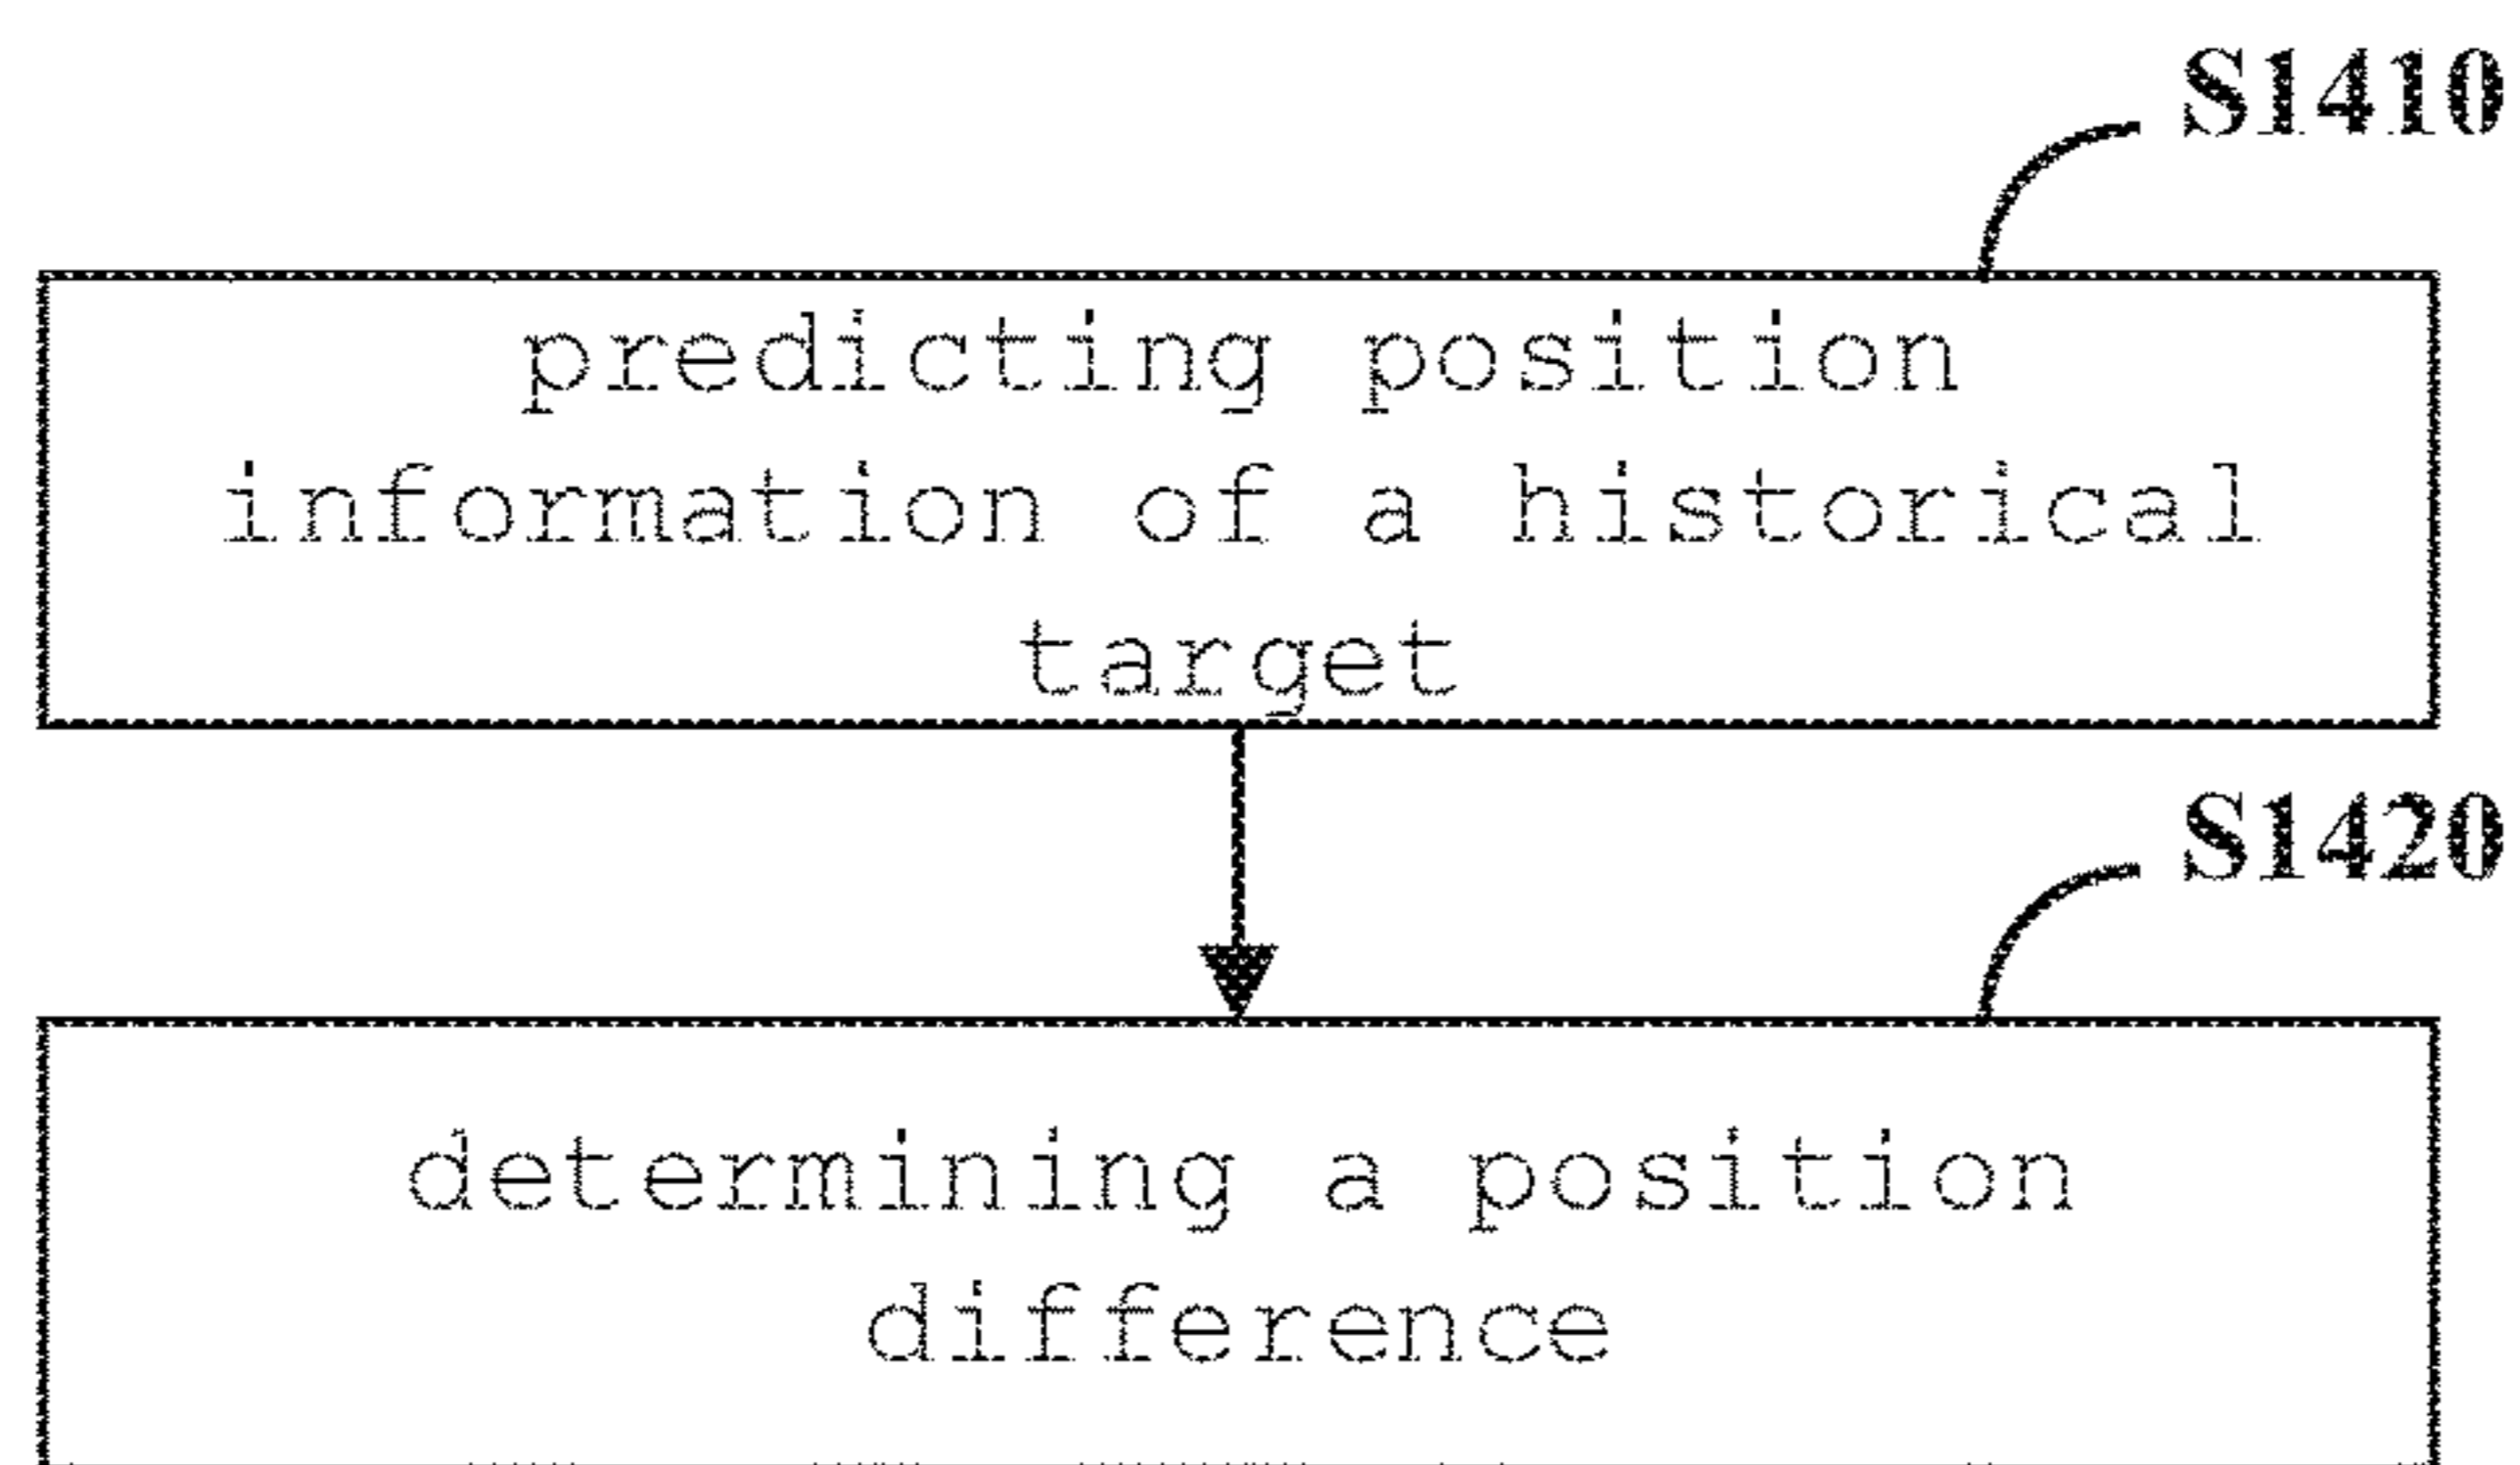 S1410
predicting position
information of a historical
target
S1420
determining a position
difference